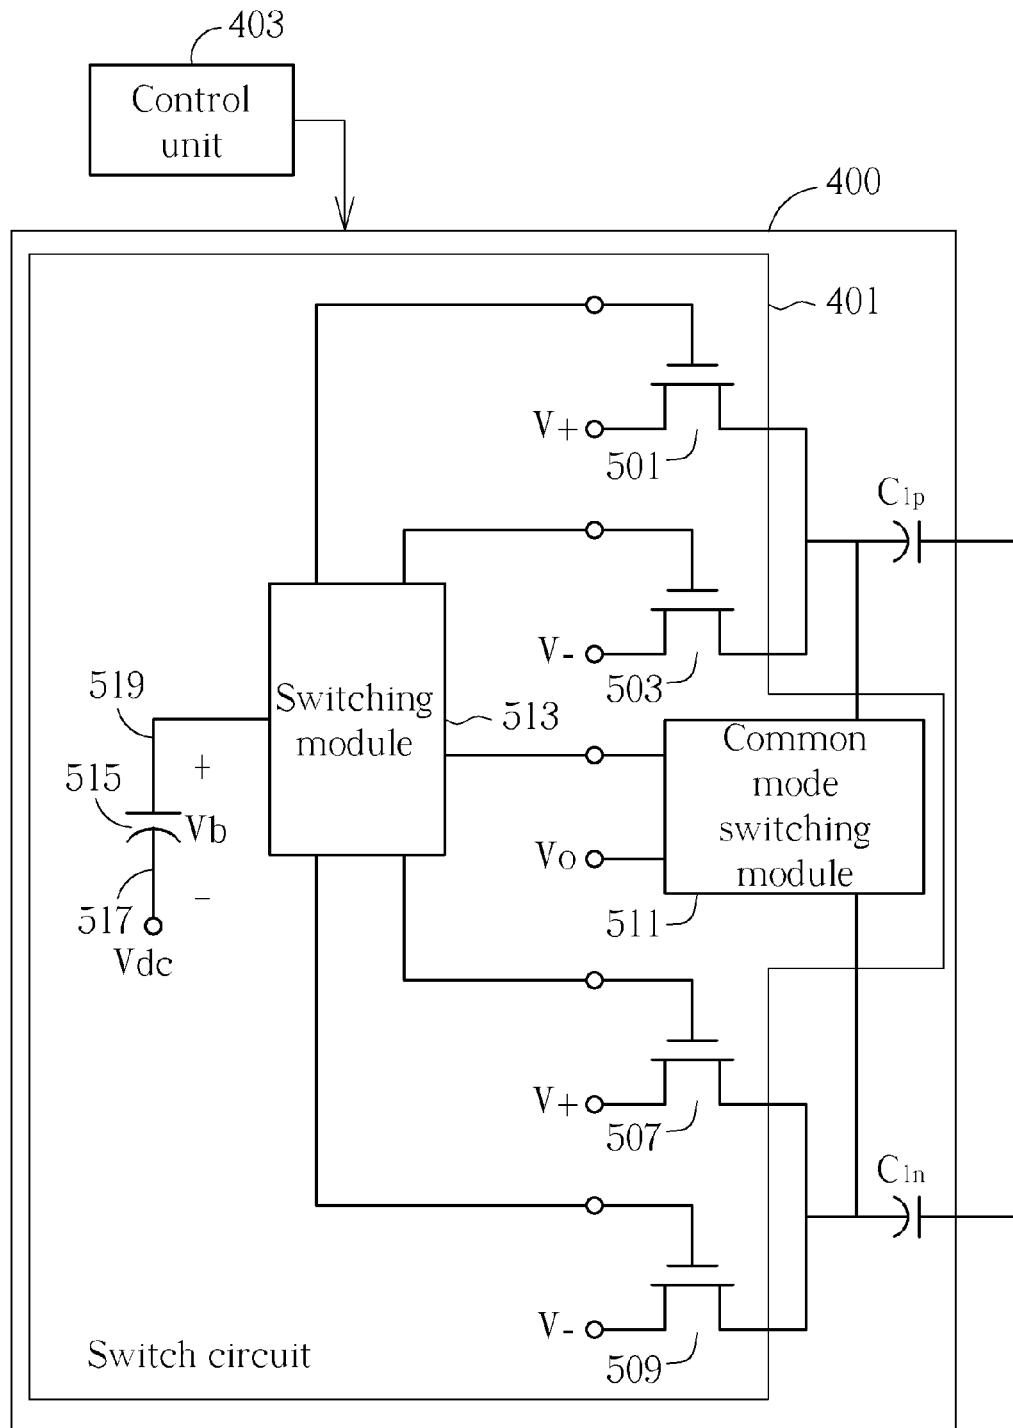 403
Control
unit
400
401
V+
501
C1p
V-
503
519
Switching
module
513
Common
mode
switching
module
+
515
Vb
Vo
517
-
511
Vdc
V+
507
C1n
V-
509
Switch circuit